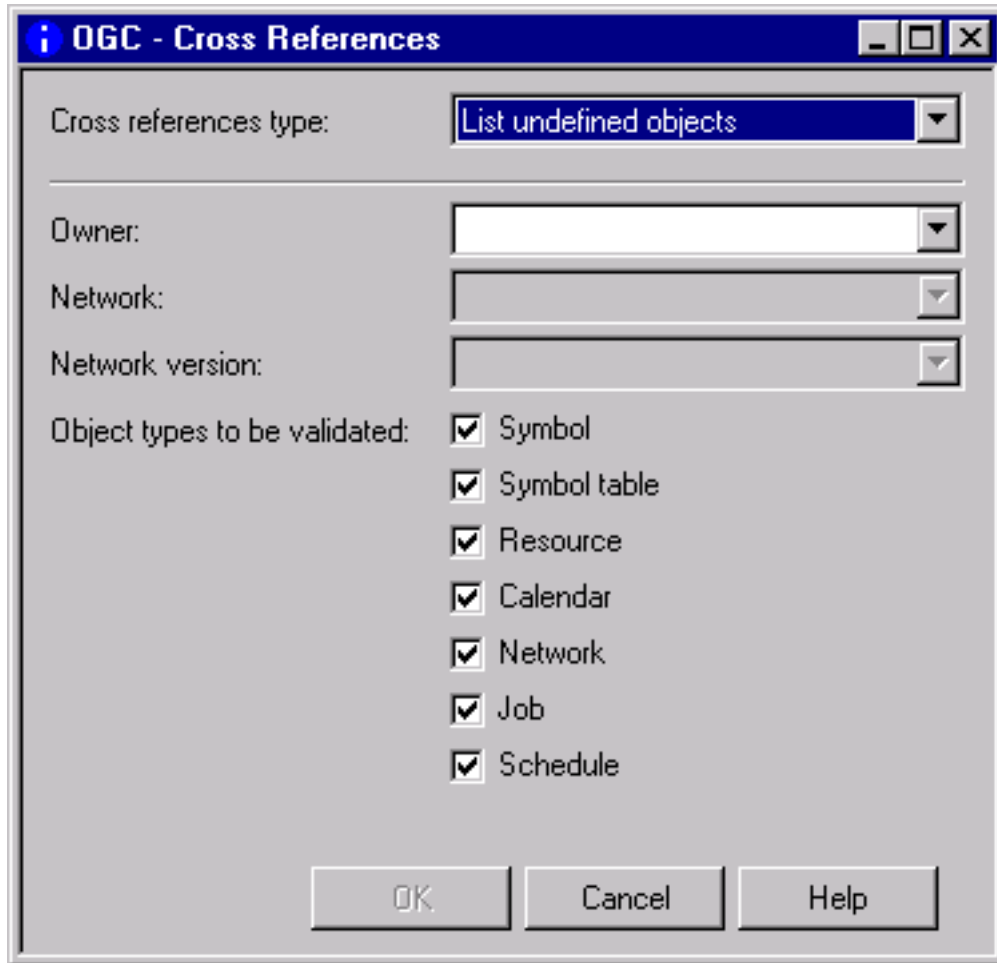 OGC - Cross References
Cross references type: List undefined objects
Owner:
Network:
Network version:
Object types to be validated: Symbol
Symbol table
Resource
Calendar
Network
Job
Schedule
OK Cancel Help